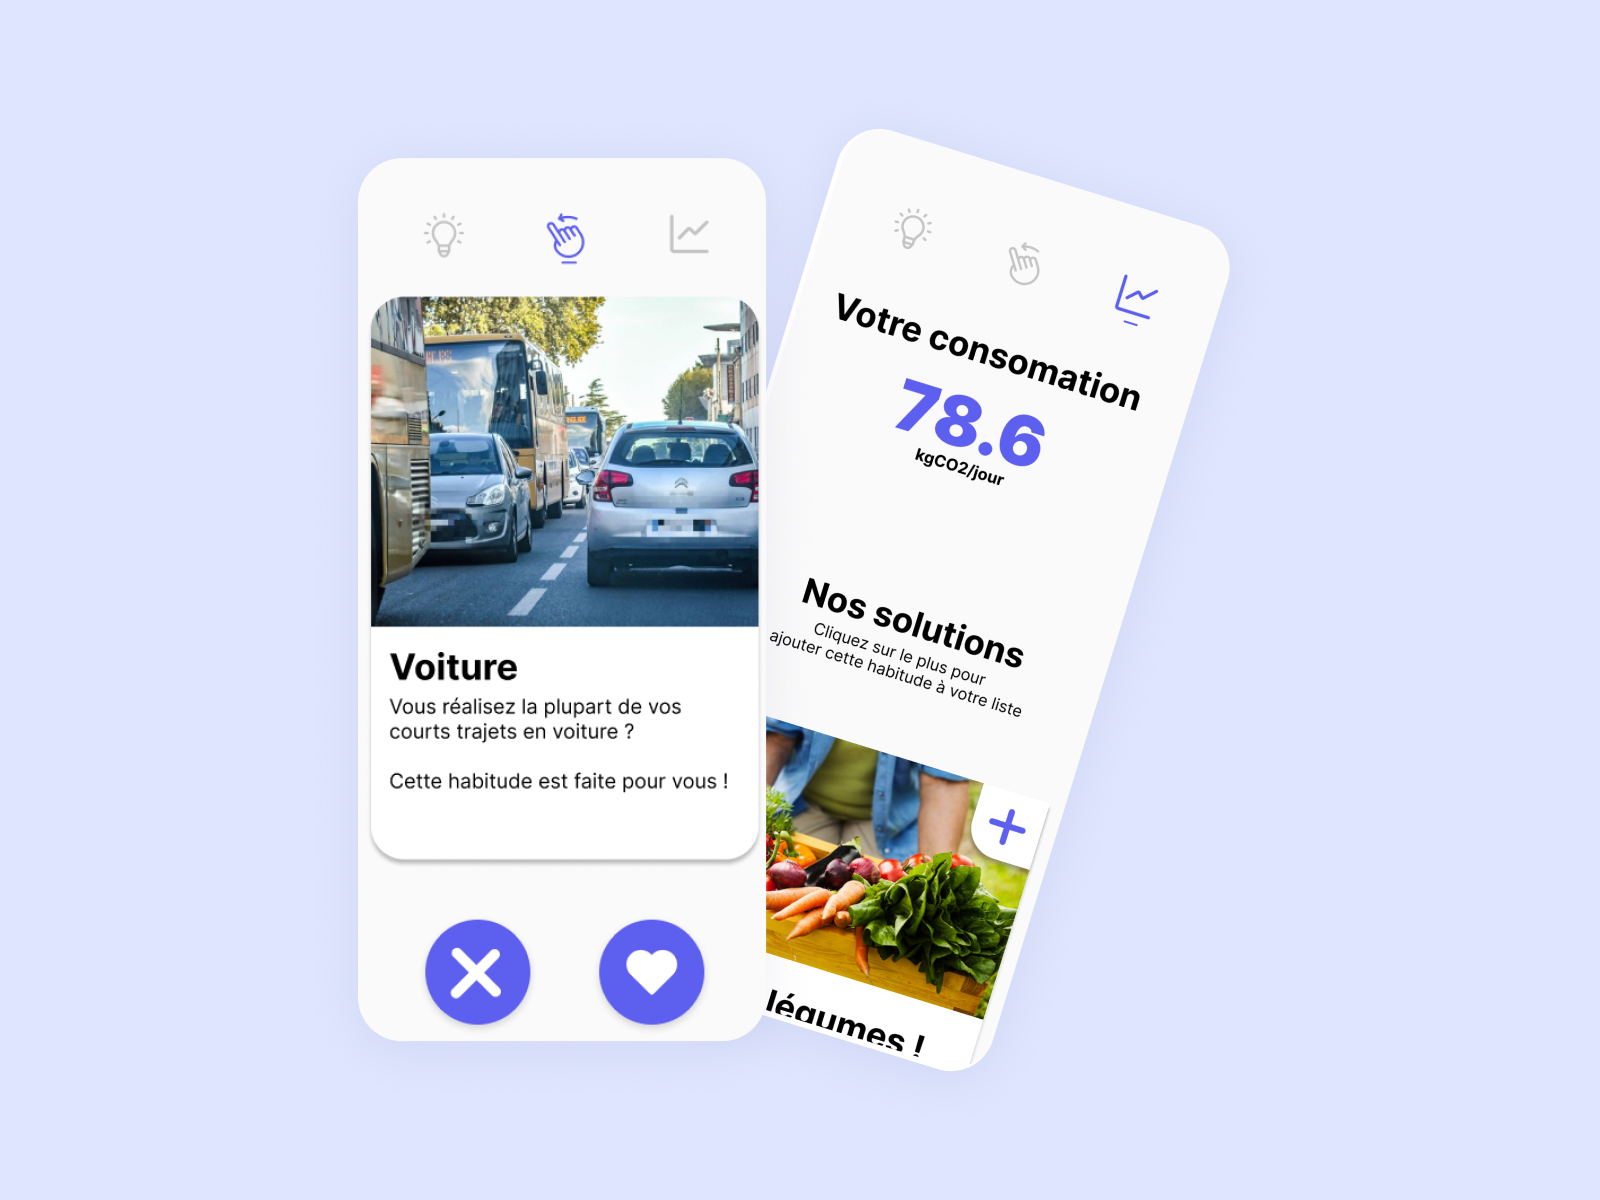 Voiture
Vous réalisez la plupart de vos
courts trajets en voiture ?
Cette habitude est faite pour vous !
Votre consomation
78.6
kgCO2/jour
Nos solutions
Cliquez sur le plus pour
ajouter cette habitude à votre liste
légumes !